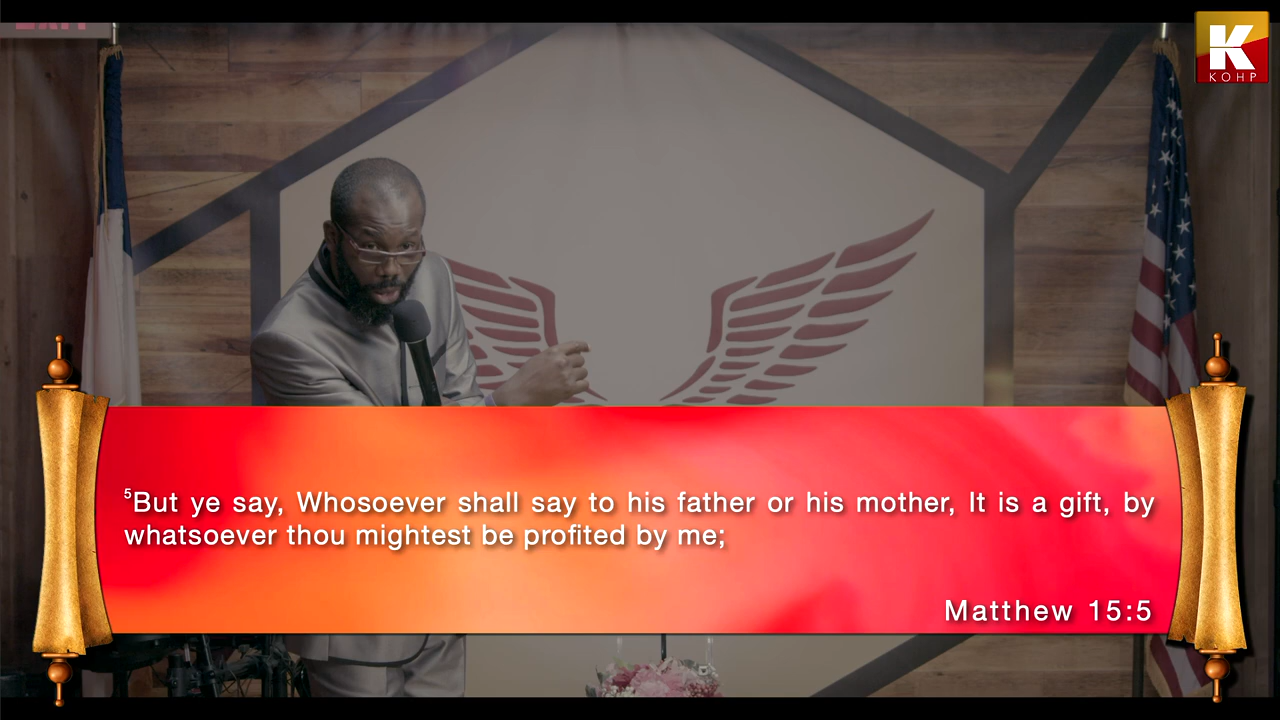 EXIT
K
KOHP
5But ye say, Whosoever shall say to his father or his mother, It is a gift, by
whatsoever thou mightest be profited by me;
Matthew 15:5